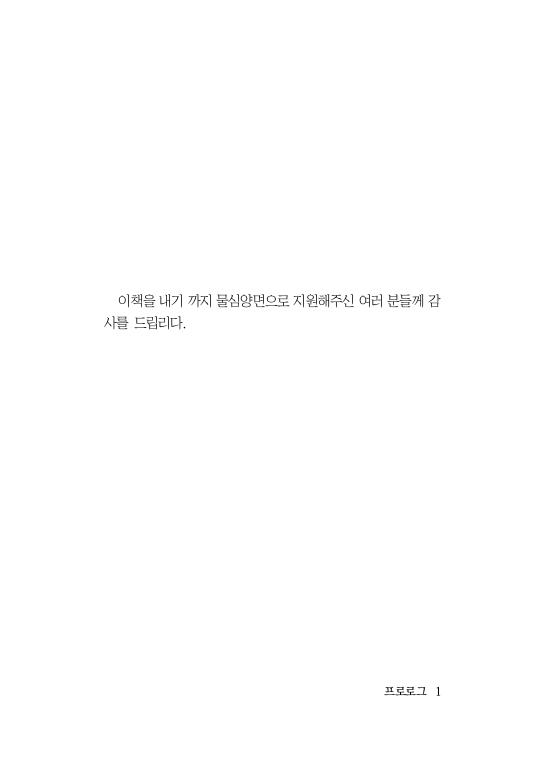 이책을 내기 까지 물심양면으로 지원해주신 여러 분들께 감
사를 드립리다.
프로로그 1